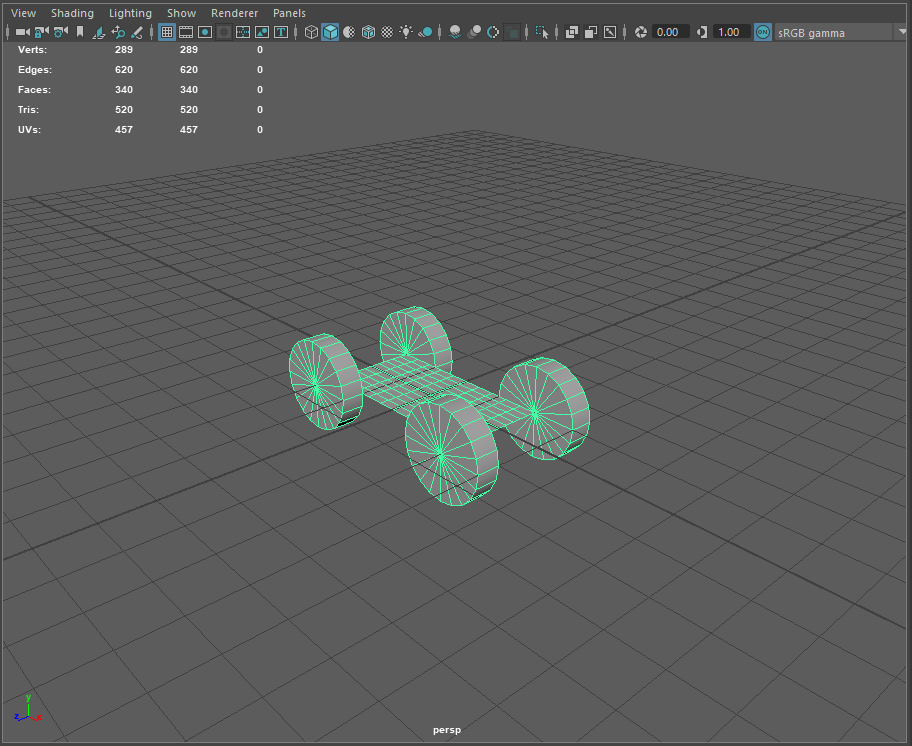 View Shading Lighting Show Renderer Panels
0.00 1.00 ON sRGB gamma
Verts: 289 289 0
Edges: 620 620 0
Faces: 340 340 0
Tris: 520 520 0
UVs: 457 457 0
y
z x
persp